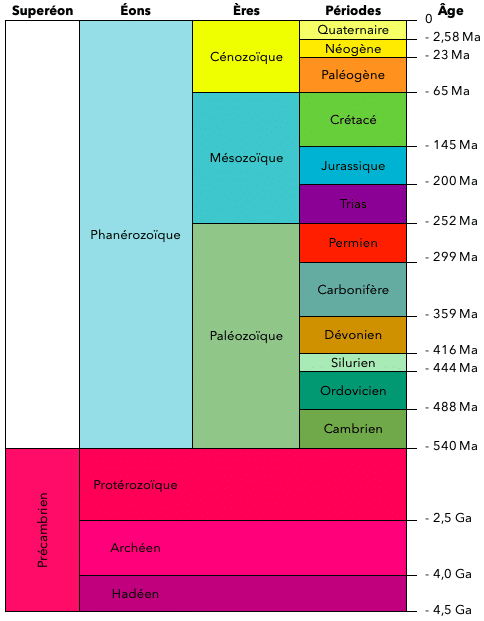 Superéon Éons Ères Périodes Âge
0
Quaternaire
- 2,58 Ma
Néogène
Cénozoïque
- 23 Ma
Paléogène
- 65 Ma
Crétacé
- 145 Ma
Mésozoïque
Jurassique
- 200 Ma
Trias
- 252 Ma
Phanérozoïque
Permien
- 299 Ma
Carbonifère
- 359 Ma
Paléozoïque
Dévonien
- 416 Ma
Silurien
- 444 Ma
Ordovicien
- 488 Ma
Cambrien
- 540 Ma
Protérozoïque
- 2,5 Ga
Précambrien
Archéen
- 4,0 Ga
Hadéen
- 4,5 Ga